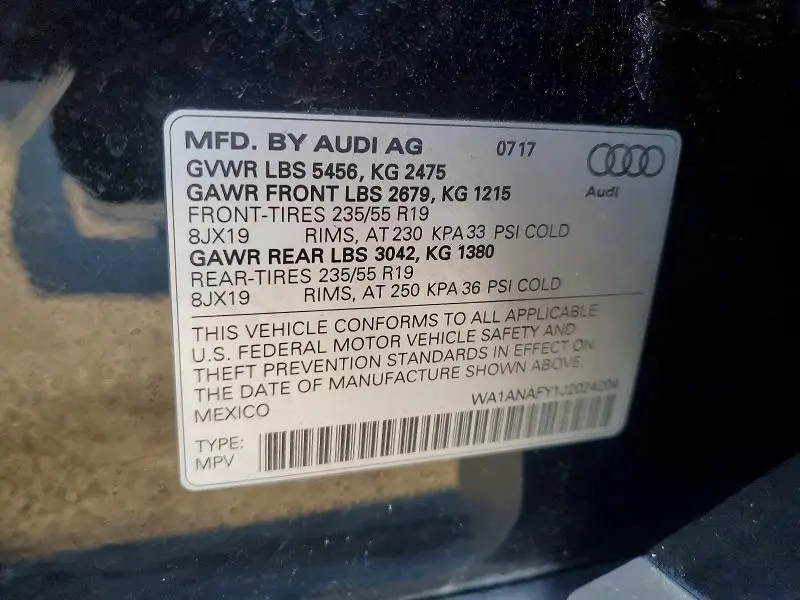 MFD. BY AUDI AG 0717
GVWR LBS 5456, KG 2475
GAWR FRONT LBS 2679, KG 1215
Audi
FRONT-TIRES 235/55 R19
8JX19 RIMS, AT 230 KPA 33 PSI COLD
GAWR REAR LBS 3042, KG 1380
REAR-TIRES 235/55 R19
8JX19 RIMS, AT 250 KPA 36 PSI COLD
THIS VEHICLE CONFORMS TO ALL APPLICABLE
U.S. FEDERAL MOTOR VEHICLE SAFETY AND
THEFT PREVENTION STANDARDS IN EFFECT ON
THE DATE OF MANUFACTURE SHOWN ABOVE.
MEXICO WA1ANAFY1J2024204
TYPE:
MPV